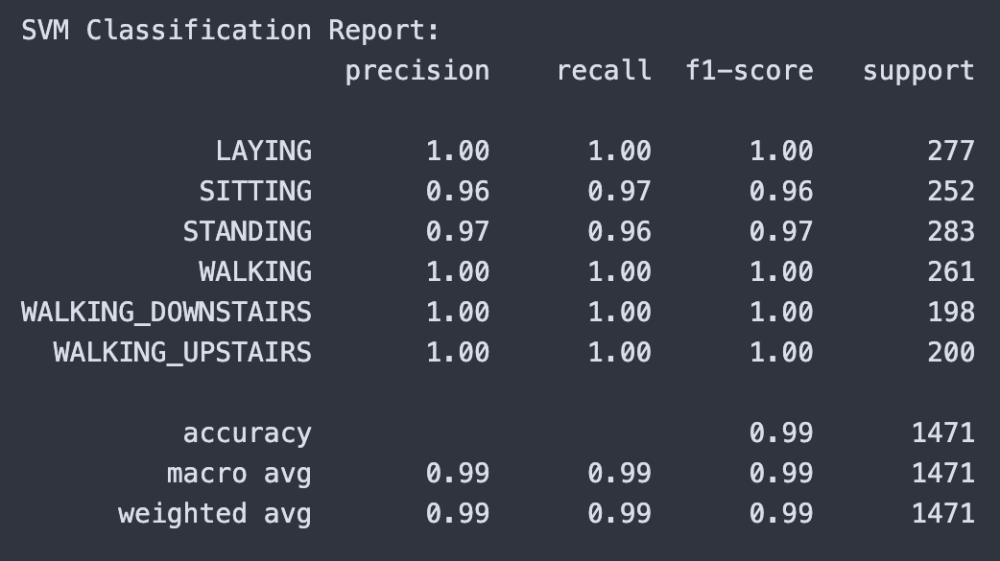 SVM Classification Report:
precision recall f1-score support
LAYING 1.00 1.00 1.00 277
SITTING 0.96 0.97 0.96 252
STANDING 0.97 0.96 0.97 283
WALKING 1.00 1.00 1.00 261
WALKING_DOWNSTAIRS 1.00 1.00 1.00 198
WALKING_UPSTAIRS 1.00 1.00 1.00 200
accuracy 0.99 1471
macro avg 0.99 0.99 0.99 1471
weighted avg 0.99 0.99 0.99 1471